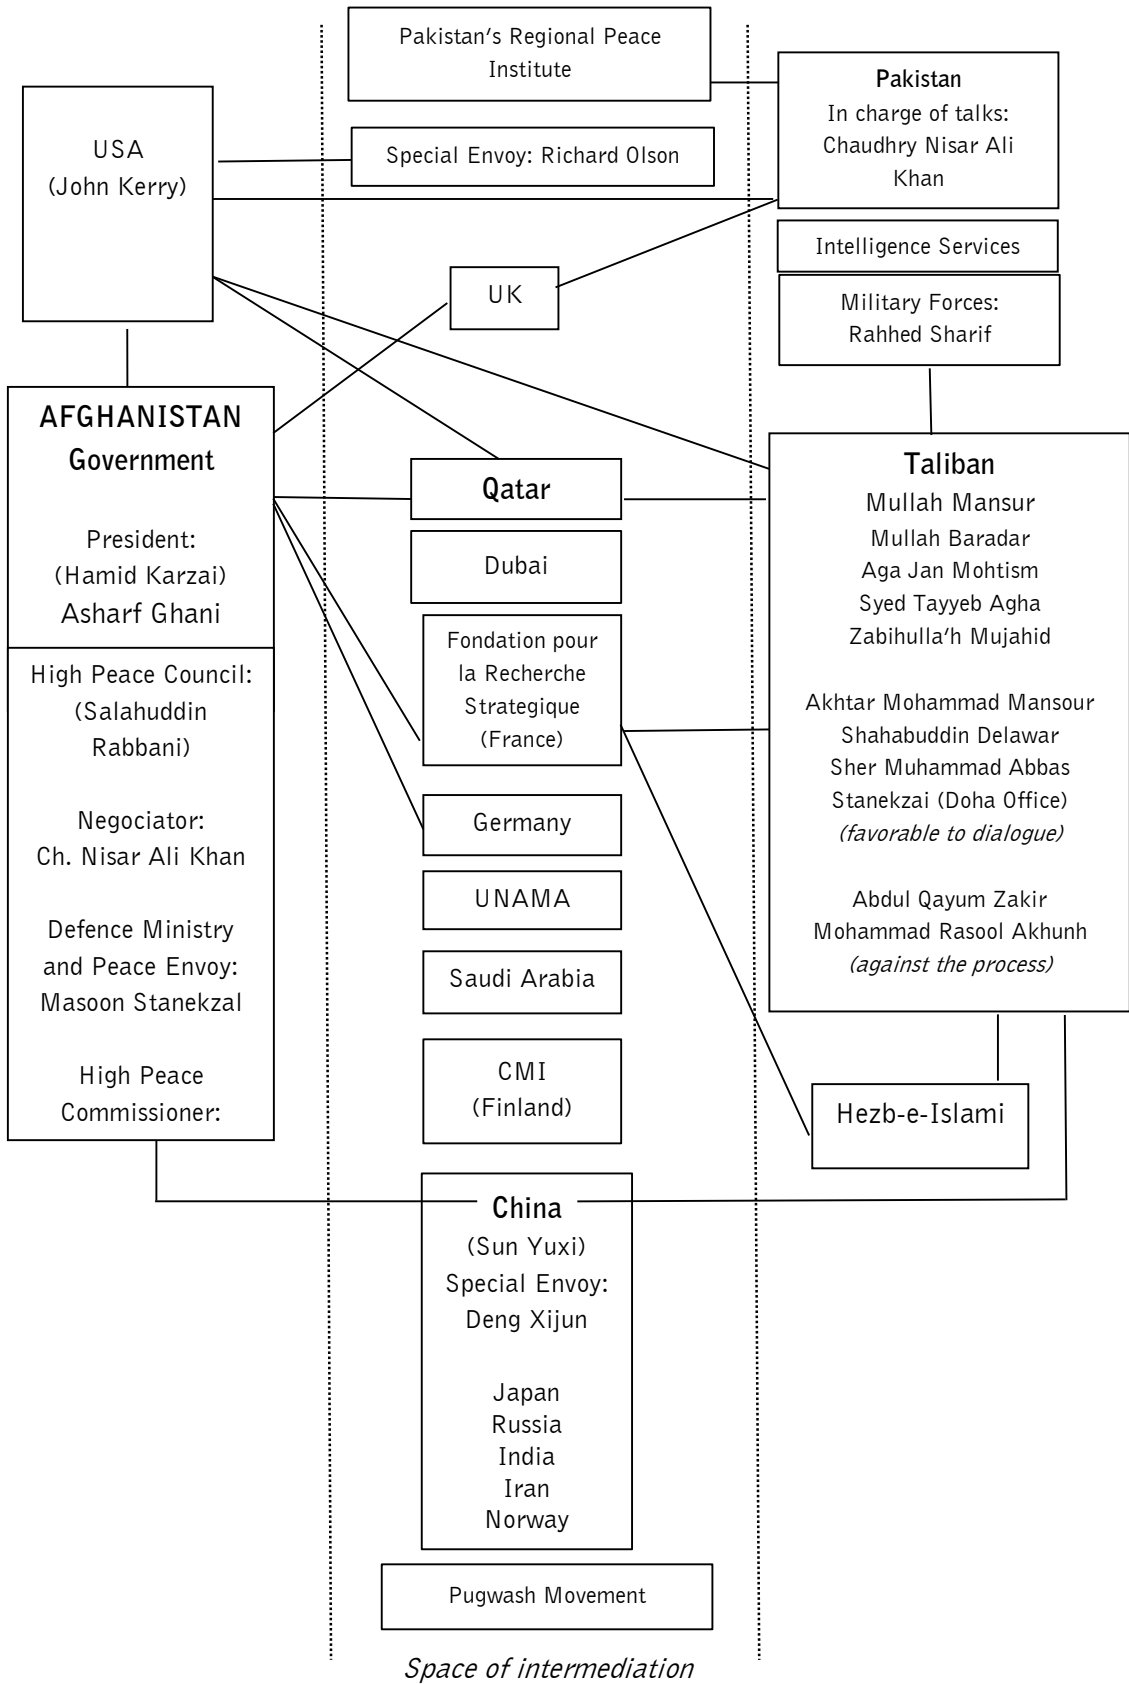 Pakistan’s Regional Peace
Institute
Pakistan
In charge of talks:
Chaudhry Nisar Ali
Khan
USA
(John Kerry)
Special Envoy: Richard Olson
Intelligence Services
UK
Military Forces:
Rahhed Sharif
AFGHANISTAN
Government
President:
(Hamid Karzai)
Asharf Ghani
High Peace Council:
(Salahuddin
Rabbani)
Negociator:
Ch. Nisar Ali Khan
Defence Ministry
and Peace Envoy:
Masoon Stanekzal
High Peace
Commissioner:
Qatar
Dubai
Fondation pour
la Recherche
Strategique
(France)
Germany
UNAMA
Saudi Arabia
CMI
(Finland)
China
(Sun Yuxi)
Special Envoy:
Deng Xijun
Japan
Russia
India
Iran
Norway
Pugwash Movement
Taliban
Mullah Mansur
Mullah Baradar
Aga Jan Mohtism
Syed Tayyeb Agha
Zabihulla’h Mujahid
Akhtar Mohammad Mansour
Shahabuddin Delawar
Sher Muhammad Abbas
Stanekzai (Doha Office)
(favorable to dialogue)
Abdul Qayum Zakir
Mohammad Rasool Akhunh
(against the process)
Hezb-e-Islami
Space of intermediation